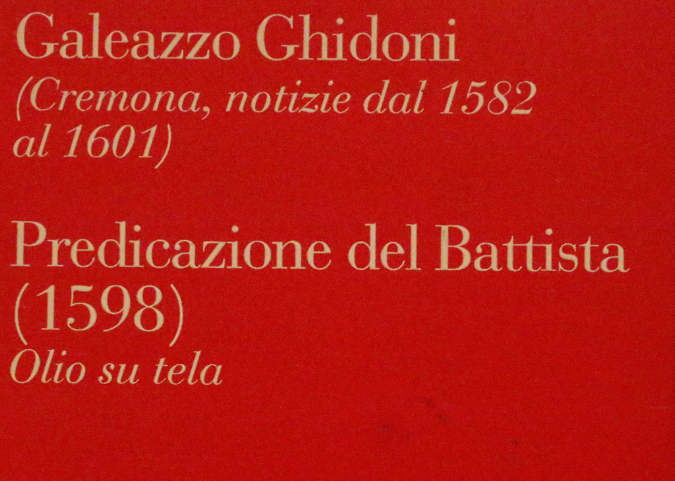 Galeazzo Ghidoni
(Cremona, notizie dal 1582
al 1601)
Predicazione del Battista
(1598)
Olio su tela